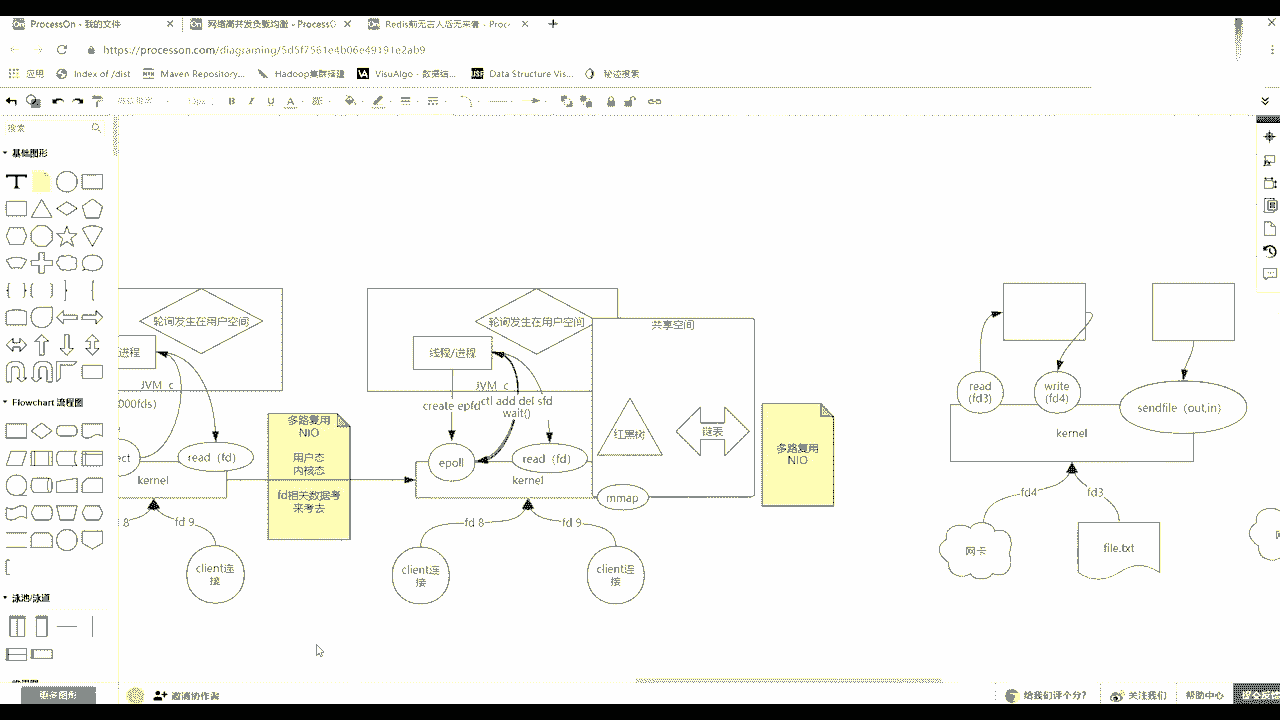 ProcessOn - 我的文件
网络高并发负载均衡 - ProcessO
Redis前无古人后无来者 - Proc
https://processon.com/diagraming/5d5f7561e4b06e49191e2ab9
应用
Index of /dist
Maven Repository...
Hadoop集群搭建
VisuAlgo - 数据结...
Data Structure Vis...
B I U A
搜索
基础图形
T
Flowchart 流程图
泳池/泳道
更多图形
邀请协作者
给我们评个分?
关注我们
帮助中心
轮询发生在用户空间
进程
JVM c
000fds)
ect
read (fd)
kernel
8
fd 9
client连
接
多路复用
NIO
用户态
内核态
fd相关数据考
来考去
轮询发生在用户空间
线程/进程
JVM c
create epfd
ctl add del sfd
wait()
epoll
read (fd)
kernel
fd 8
fd 9
client连
接
client连
接
共享空间
红黑树
链表
mmap
多路复用
NIO
read
(fd3)
write
(fd4)
sendfile (out,in)
kernel
fd4
fd3
网卡
file.txt